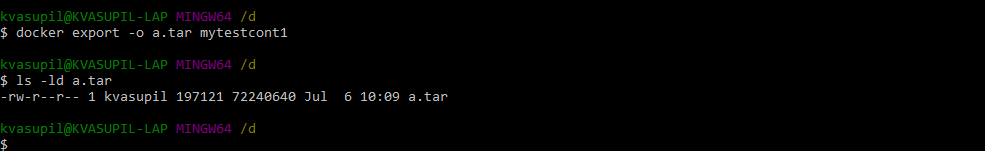 kvasupil@KVASUPIL-LAP MINGW64 /d
$ docker export -o a.tar mytestcont1
kvasupil@KVASUPIL-LAP MINGW64 /d
$ ls -ld a.tar
-rw-r--r-- 1 kvasupil 197121 72240640 Jul  6 10:09 a.tar
kvasupil@KVASUPIL-LAP MINGW64 /d
$